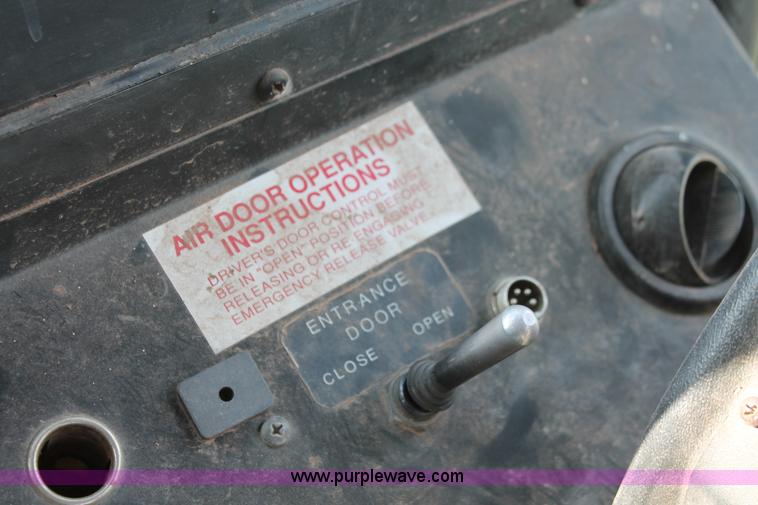 AIR DOOR OPERATION
INSTRUCTIONS
DRIVER'S DOOR CONTROL MUST
BE IN "OPEN" POSITION BEFORE
RELEASING OR RE-ENGAGING
EMERGENCY RELEASE VALVE.
ENTRANCE
DOOR
CLOSE OPEN
www.purplewave.com